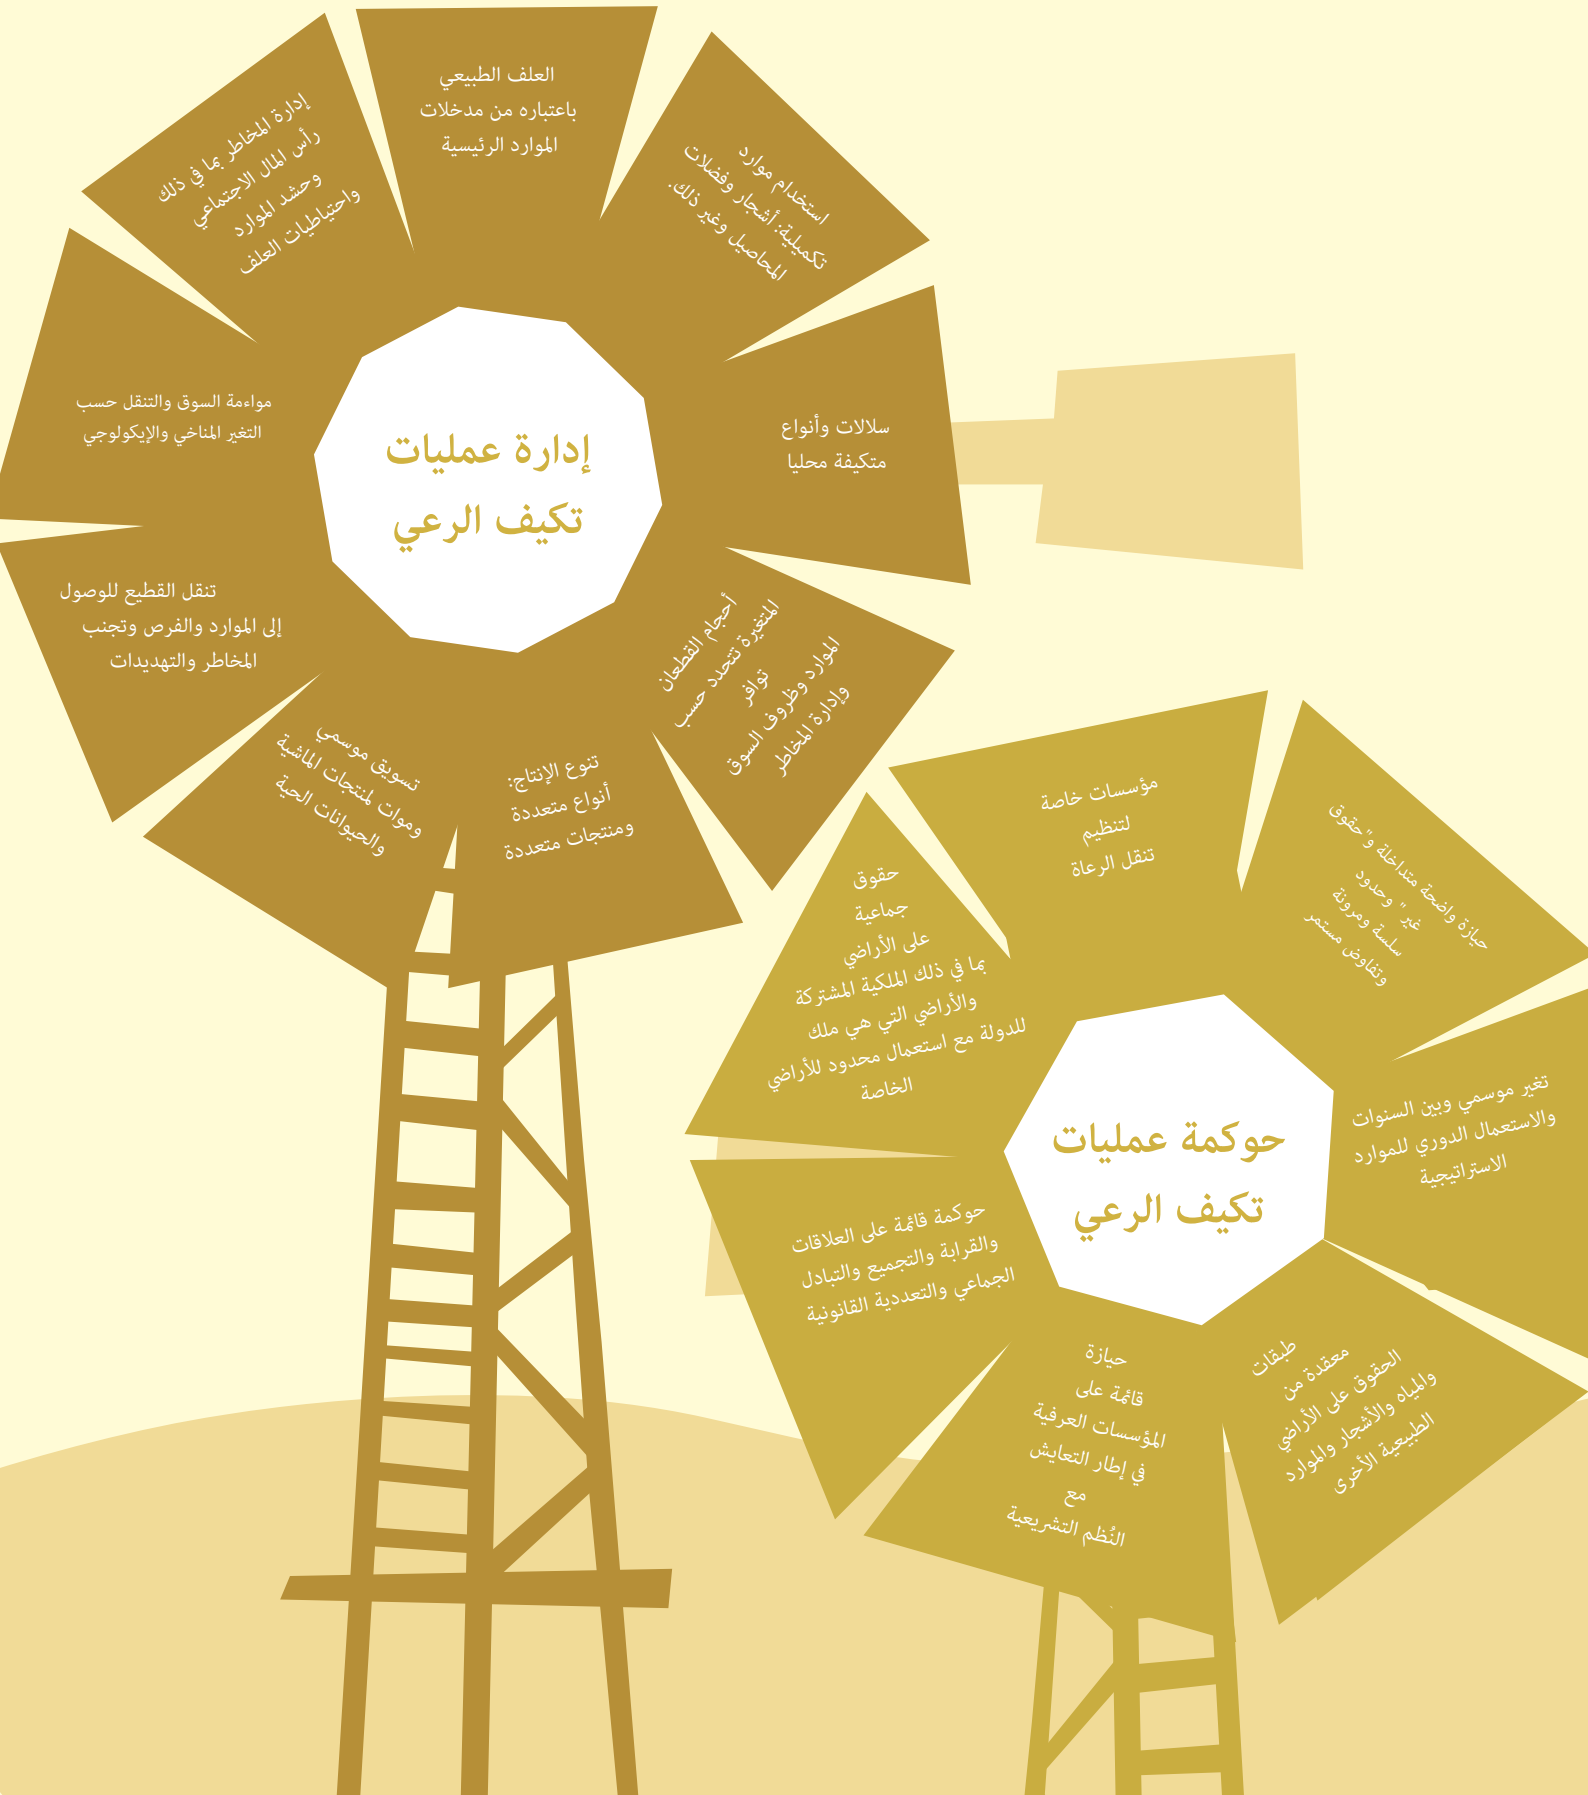 العلف الطبيعي
باعتباره من مدخلات
الموارد الرئيسية
استخدام موارد
تكميلية: أشجار وفضلات
المحاصيل وغير ذلك.
سلالات وأنواع
متكيفة محليا
أحجام القطعان
المتغيرة تتحدد حسب
توافر
الموارد وظروف السوق
وإدارة المخاطر
تنوع الإنتاج:
أنواع متعددة
ومنتجات متعددة
تسويق موسمي
وموات لمنتجات الماشية
والحيوانات الحية
تنقل القطيع للوصول
إلى الموارد والفرص وتجنب
المخاطر والتهديدات
مواءمة السوق والتنقل حسب
التغير المناخي والإيكولوجي
إدارة المخاطر بما في ذلك
رأس المال الاجتماعي
وحشد الموارد
واحتياطيات العلف
إدارة عمليات
تكيف الرعي
مؤسسات خاصة
لتنظيم
تنقل الرعاة
حيازة واضحة متداخلة و"حقوق
غير" وحدود
سلسة ومرونة
وتفاوض مستمر
تغير موسمي وبين السنوات
والاستعمال الدوري للموارد
الاستراتيجية
طبقات
معقدة من
الحقوق على الأراضي
والمياه والأشجار والموارد
الطبيعية الأخرى
حيازة
قائمة على
المؤسسات العرفية
في إطار التعايش
مع
النُظم التشريعية
حوكمة قائمة على العلاقات
والقرابة والتجميع والتبادل
الجماعي والتعددية القانونية
حقوق
جماعية
على الأراضي
بما في ذلك الملكية المشتركة
والأراضي التي هي ملك
للدولة مع استعمال محدود للأراضي
الخاصة
حوكمة عمليات
تكيف الرعي